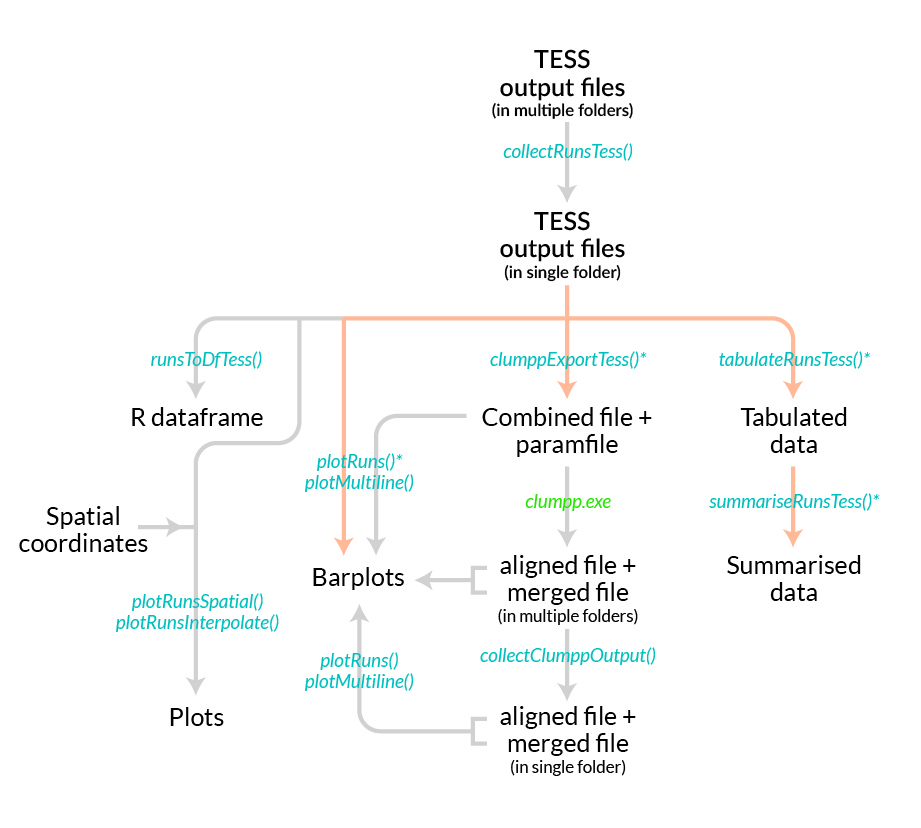 TESS
output files
(in multiple folders)
collectRunsTess()
TESS
output files
(in single folder)
runsToDfTess()
clumppExportTess()*
tabulateRunsTess()*
R dataframe
Combined file +
paramfile
Tabulated
data
plotRuns()*
plotMultiline()
clumpp.exe
summariseRunsTess()*
Spatial
coordinates
Barplots
aligned file +
merged file
(in multiple folders)
Summarised
data
plotRunsSpatial()
plotRunsInterpolate()
plotRuns()
plotMultiline()
collectClumppOutput()
Plots
aligned file +
merged file
(in single folder)